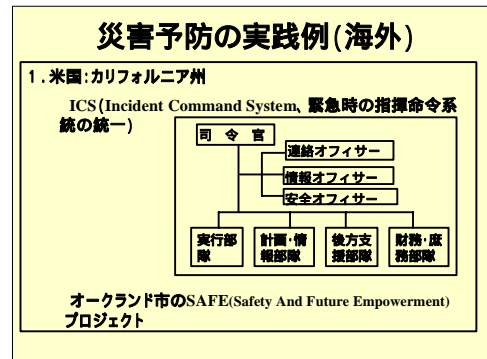 災害予防の実践例(海外)
1.米国:カリフォルニア州
ICS(Incident Command System、緊急時の指揮命令系
統の統一)
司 令 官
連絡オフィサー
情報オフィサー
安全オフィサー
実行部
隊
計画・情
報部隊
後方支
援部隊
財務・庶
務部隊
オークランド市のSAFE(Safety And Future Empowerment)
プロジェクト